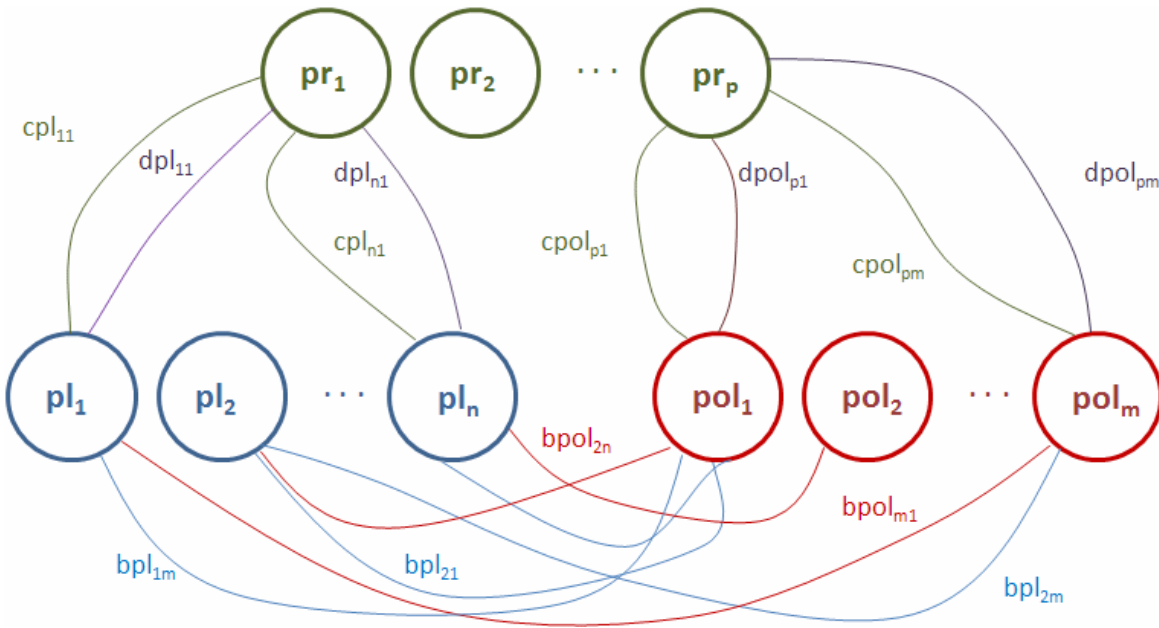 pr₁ pr₂ ... prₚ
cpl₁₁
dpl₁₁ dplₙ₁ dpolₚ₁ dpolₚₘ
cplₙ₁ cpolₚ₁ cpolₚₘ
pl₁ pl₂ ... plₙ pol₁ pol₂ ... polₘ
bpol₂ₙ
bpolₘ₁
bpl₁ₘ bpl₂₁ bpl₂ₘ